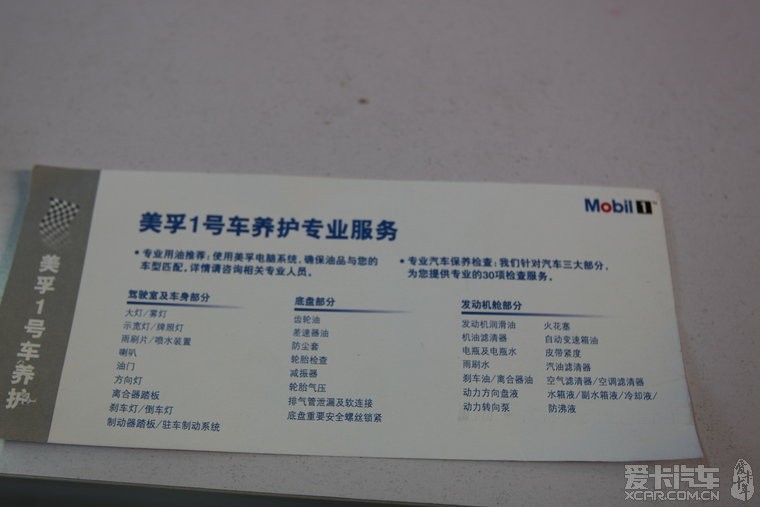 Mobil 1
美孚1号车养护
美孚1号车养护专业服务
• 专业用油推荐：使用美孚电脑系统，确保油品与您的
车型匹配。详情请咨询相关专业人员。
• 专业汽车保养检查：我们针对汽车三大部分，
为您提供专业的30项检查服务。
驾驶室及车身部分
大灯/雾灯
示宽灯/牌照灯
雨刷片/喷水装置
喇叭
油门
方向灯
离合器踏板
刹车灯/倒车灯
制动器踏板/驻车制动系统
底盘部分
齿轮油
差速器油
防尘套
轮胎检查
减振器
轮胎气压
排气管泄漏及软连接
底盘重要安全螺丝锁紧
发动机舱部分
发动机润滑油
机油滤清器
电瓶及电瓶水
雨刷水
刹车油/离合器油
动力方向盘液
动力转向泵
火花塞
自动变速箱油
皮带紧度
汽油滤清器
空气滤清器/空调滤清器
水箱液/副水箱液/冷却液/
防沸液
爱卡汽车
XCAR.COM.CN